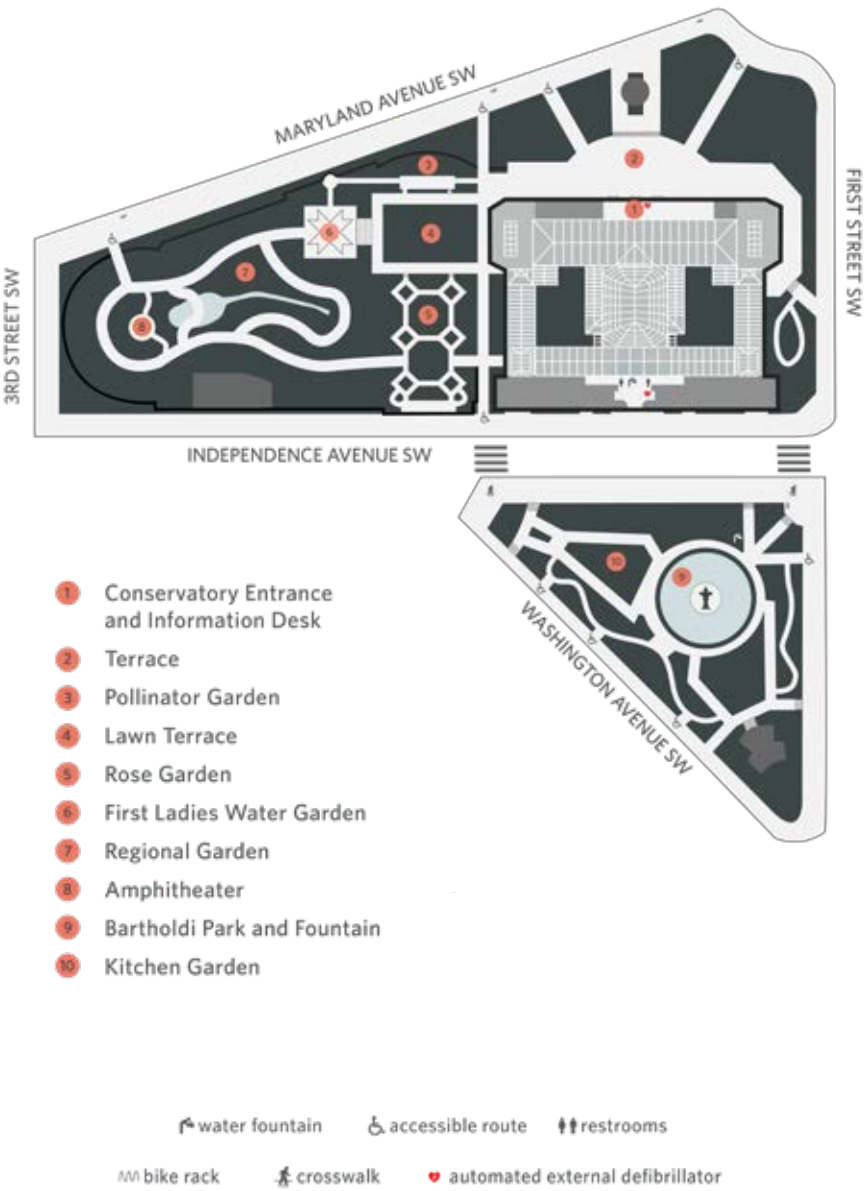 MARYLAND AVENUE SW
3
2
1
FIRST STREET SW
6
4
7
3RD STREET SW
5
8
INDEPENDENCE AVENUE SW
10
9
WASHINGTON AVENUE SW
1 Conservatory Entrance
and Information Desk
2 Terrace
3 Pollinator Garden
4 Lawn Terrace
5 Rose Garden
6 First Ladies Water Garden
7 Regional Garden
8 Amphitheater
9 Bartholdi Park and Fountain
10 Kitchen Garden
water fountain accessible route restrooms
bike rack crosswalk automated external defibrillator